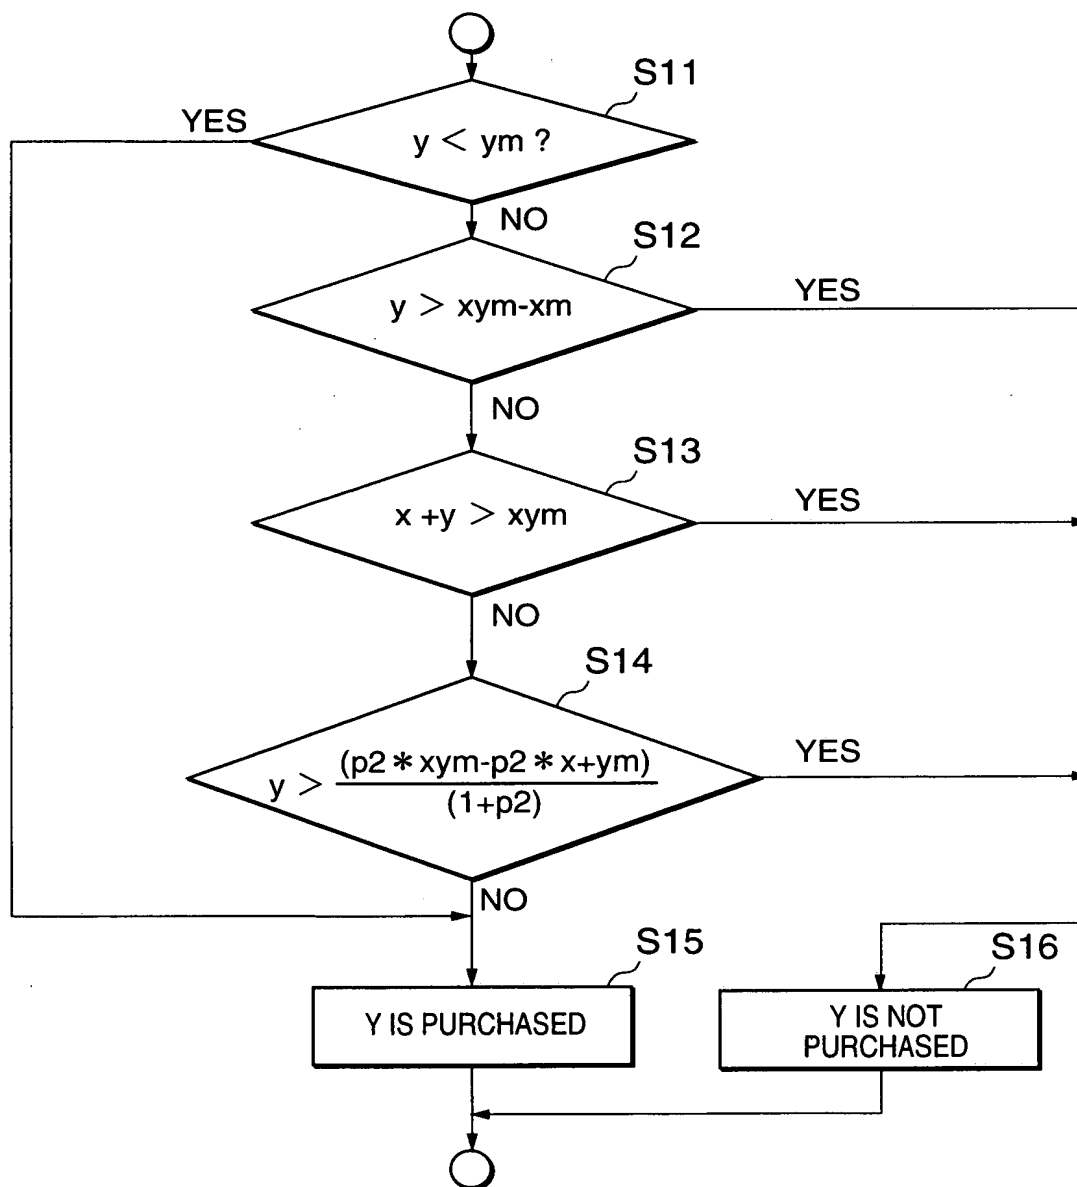 S11
YES
y < ym ?
NO
S12
YES
y > xym-xm
NO
S13
YES
x +y > xym
NO
S14
YES
y > (p2＊xym-p2＊x+ym)
(1+p2)
NO
S15
S16
Y IS PURCHASED
Y IS NOT
PURCHASED